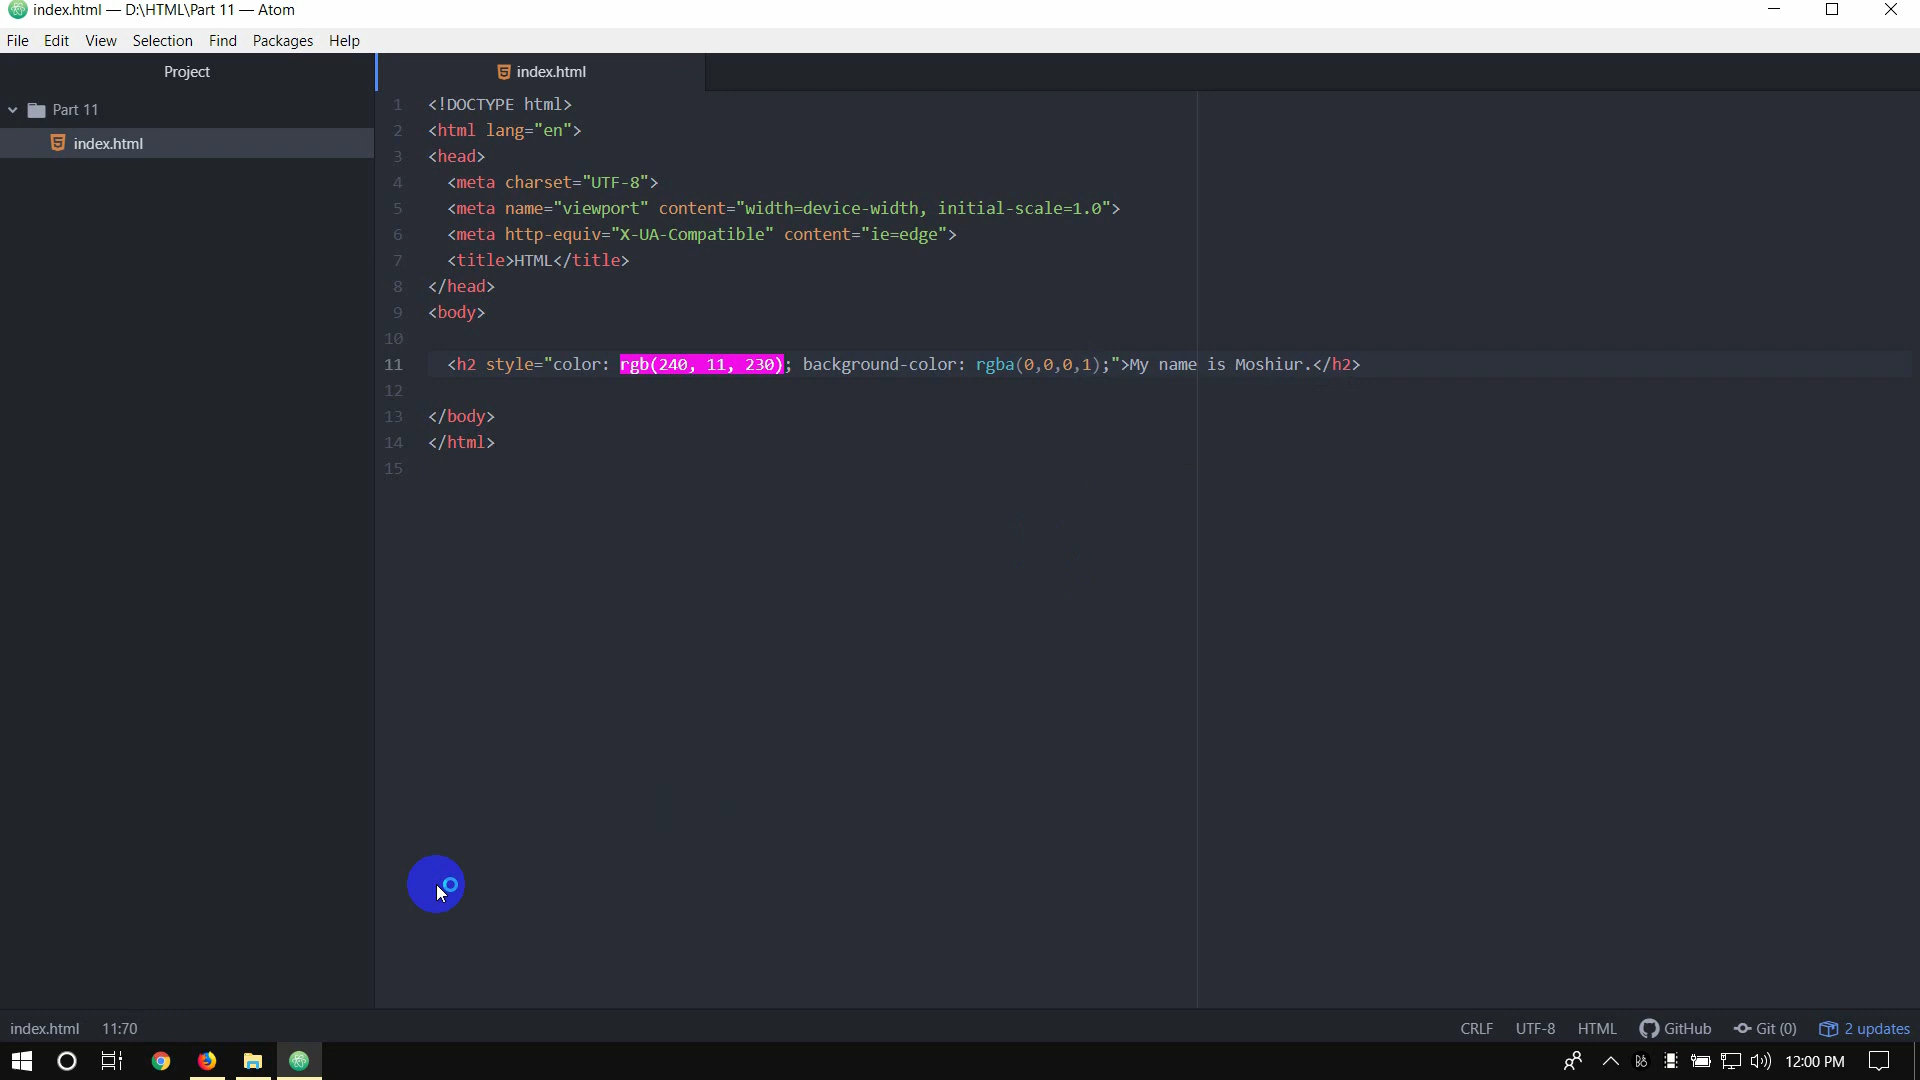 index.html — D:\HTML\Part 11 — Atom
File Edit View Selection Find Packages Help
Project
index.html
Part 11
index.html
1 <!DOCTYPE html>
2 <html lang="en">
3 <head>
4 <meta charset="UTF-8">
5 <meta name="viewport" content="width=device-width, initial-scale=1.0">
6 <meta http-equiv="X-UA-Compatible" content="ie=edge">
7 <title>HTML</title>
8 </head>
9 <body>
10
11 <h2 style="color: rgb(240, 11, 230); background-color: rgba(0,0,0,1);">My name is Moshiur.</h2>
12
13 </body>
14 </html>
15
index.html 11:70 CRLF UTF-8 HTML GitHub Git (0) 2 updates
12:00 PM